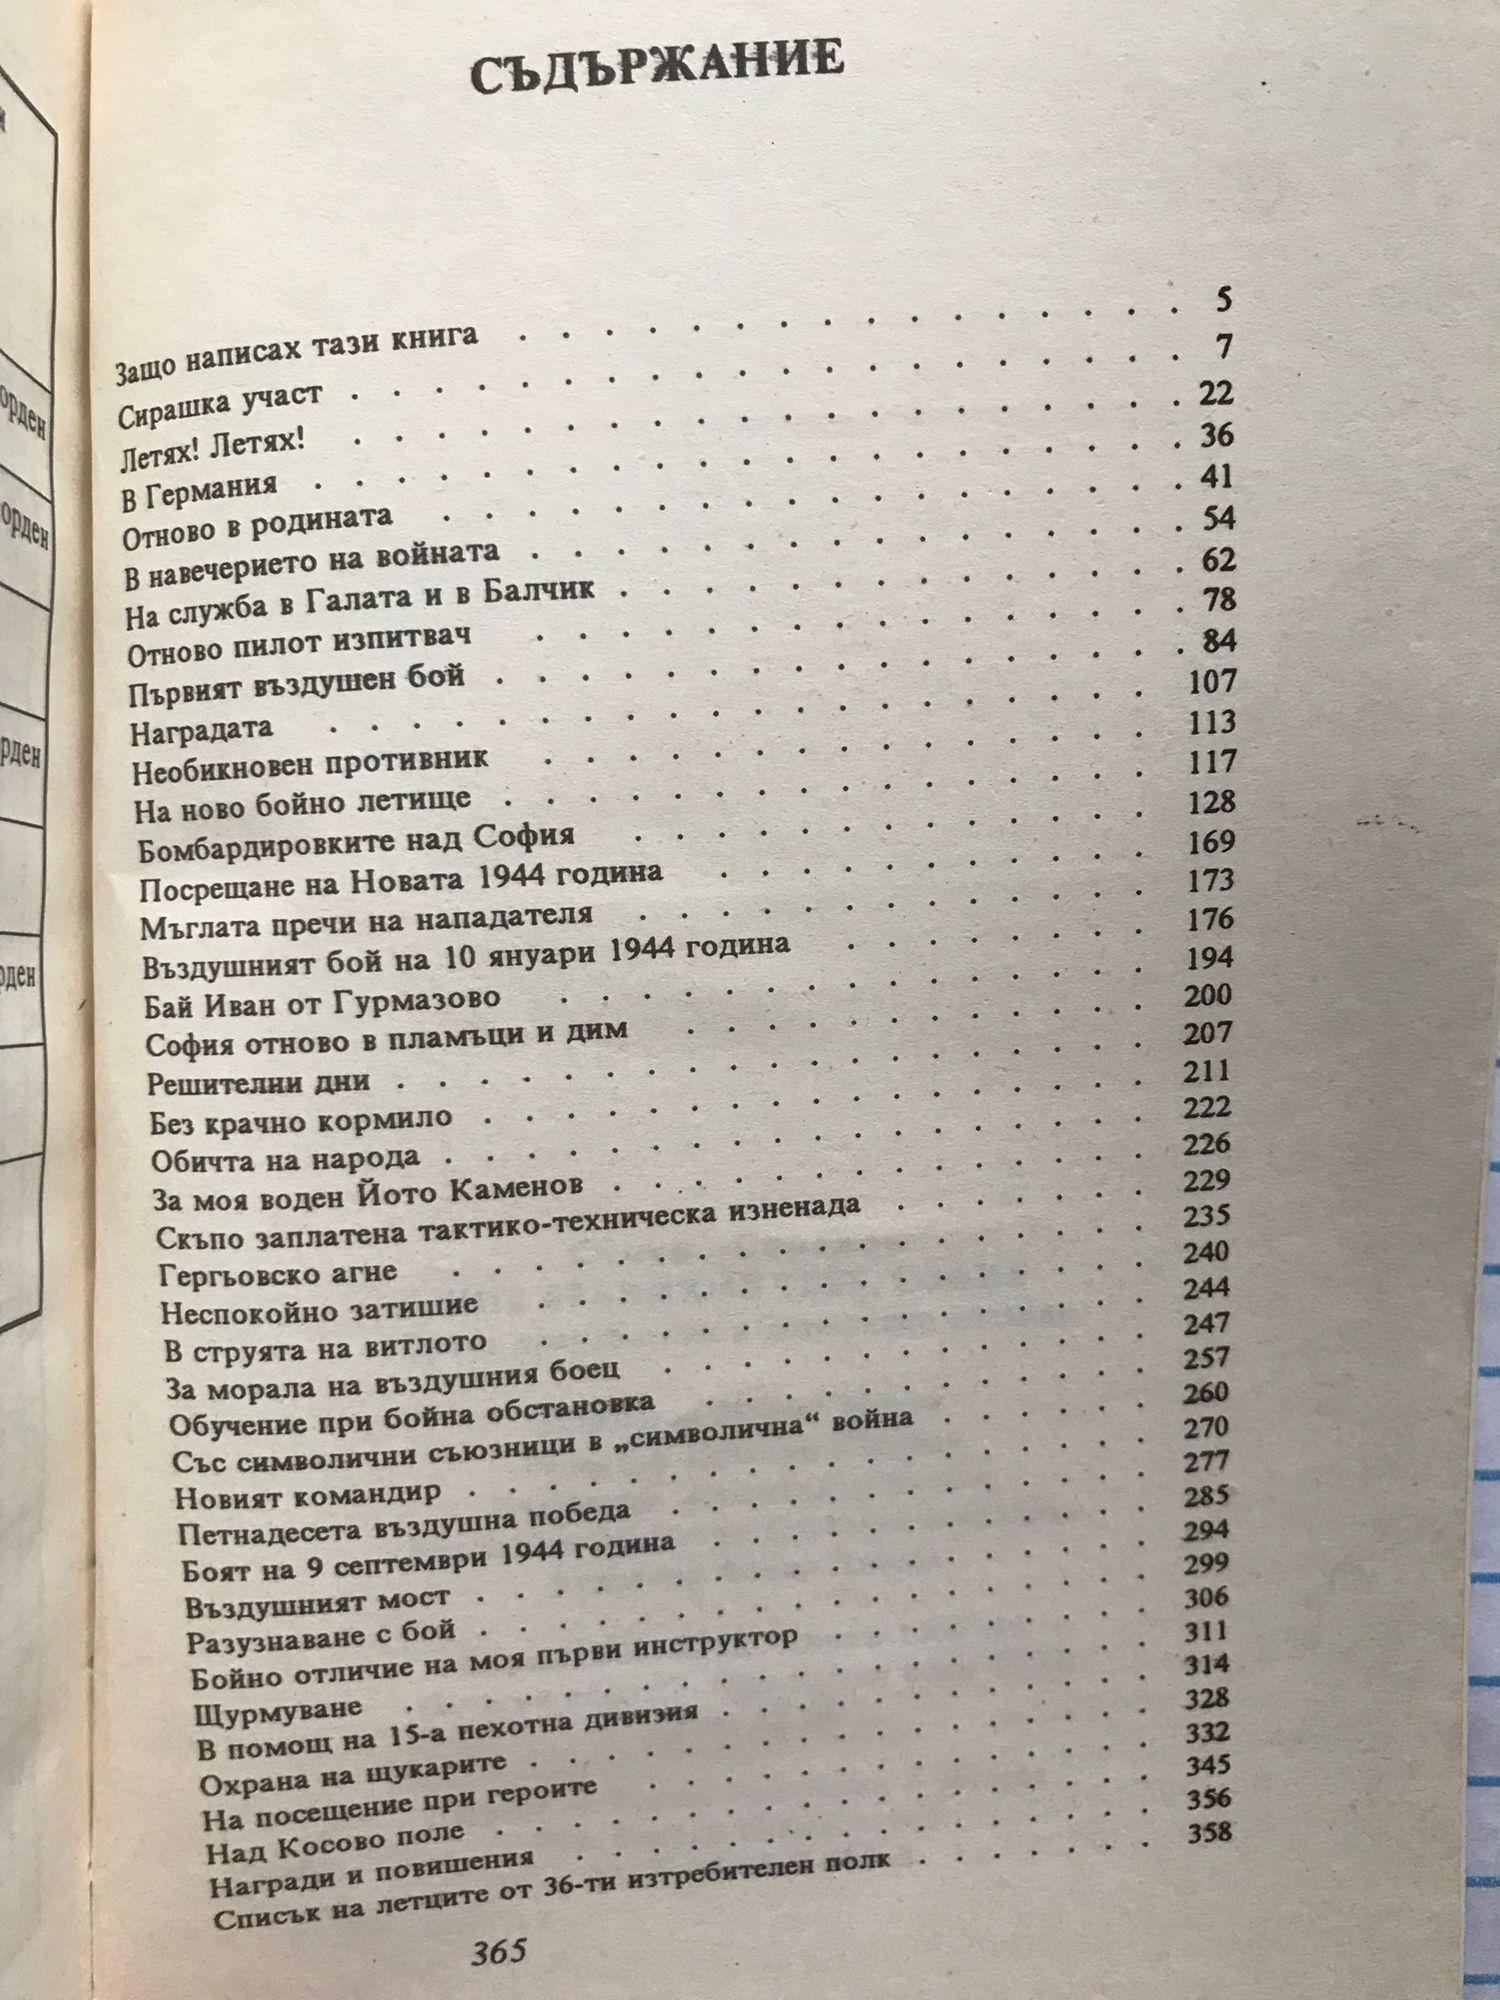 и
орден
орден
рден
рден
СЪДЪРЖАНИЕ
Защо написах тази книга . . . . . . . . . . . . . . . . 5
Сирашка участ . . . . . . . . . . . . . . . . . . . . 7
Летях! Летях! . . . . . . . . . . . . . . . . . . . . 22
В Германия . . . . . . . . . . . . . . . . . . . . . 36
Отново в родината . . . . . . . . . . . . . . . . . . 41
В навечерието на войната . . . . . . . . . . . . . . . . 54
На служба в Галата и в Балчик . . . . . . . . . . . . . . 62
Отново пилот изпитвач . . . . . . . . . . . . . . . . 78
Първият въздушен бой . . . . . . . . . . . . . . . . . 84
Наградата . . . . . . . . . . . . . . . . . . . . 107
Необикновен противник . . . . . . . . . . . . . . . 113
На ново бойно летище . . . . . . . . . . . . . . . . 117
Бомбардировките над София . . . . . . . . . . . . . 128
Посрещане на Новата 1944 година . . . . . . . . . . . 169
Мъглата пречи на нападателя . . . . . . . . . . . . . 173
Въздушният бой на 10 януари 1944 година . . . . . . . . 176
Бай Иван от Гурмазово . . . . . . . . . . . . . . . 194
София отново в пламъци и дим . . . . . . . . . . . . 200
Решителни дни . . . . . . . . . . . . . . . . . . 207
Без крачно кормило . . . . . . . . . . . . . . . . 211
Обичта на народа . . . . . . . . . . . . . . . . . 222
За моя воден Йото Каменов . . . . . . . . . . . . . 226
Скъпо заплатена тактико-техническа изненада . . . . . . . 229
Гергьовско агне . . . . . . . . . . . . . . . . . 235
Неспокойно затишие . . . . . . . . . . . . . . . . 240
В струята на витлото . . . . . . . . . . . . . . . 244
За морала на въздушния боец . . . . . . . . . . . . 247
Обучение при бойна обстановка . . . . . . . . . . . 257
Със символични съюзници в „символична“ война . . . . . . 260
Новият командир . . . . . . . . . . . . . . . . . 270
Петнадесета въздушна победа . . . . . . . . . . . . 277
Боят на 9 септември 1944 година . . . . . . . . . . . 285
Въздушният мост . . . . . . . . . . . . . . . . . 294
Разузнаване с бой . . . . . . . . . . . . . . . . . 299
Бойно отличие на моя първи инструктор . . . . . . . . 306
Щурмуване . . . . . . . . . . . . . . . . . . . 311
В помощ на 15-а пехотна дивизия . . . . . . . . . . . 314
Охрана на щукарите . . . . . . . . . . . . . . . . 328
На посещение при героите . . . . . . . . . . . . . 332
Над Косово поле . . . . . . . . . . . . . . . . . 345
Награди и повишения . . . . . . . . . . . . . . . 356
Списък на летците от 36-ти изтребителен полк . . . . . . 358
365